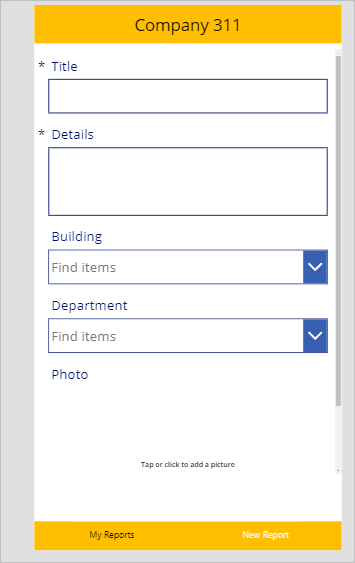 Company 311
* Title
* Details
Building
Find items
Department
Find items
Photo
Tap or click to add a picture
My Reports New Report